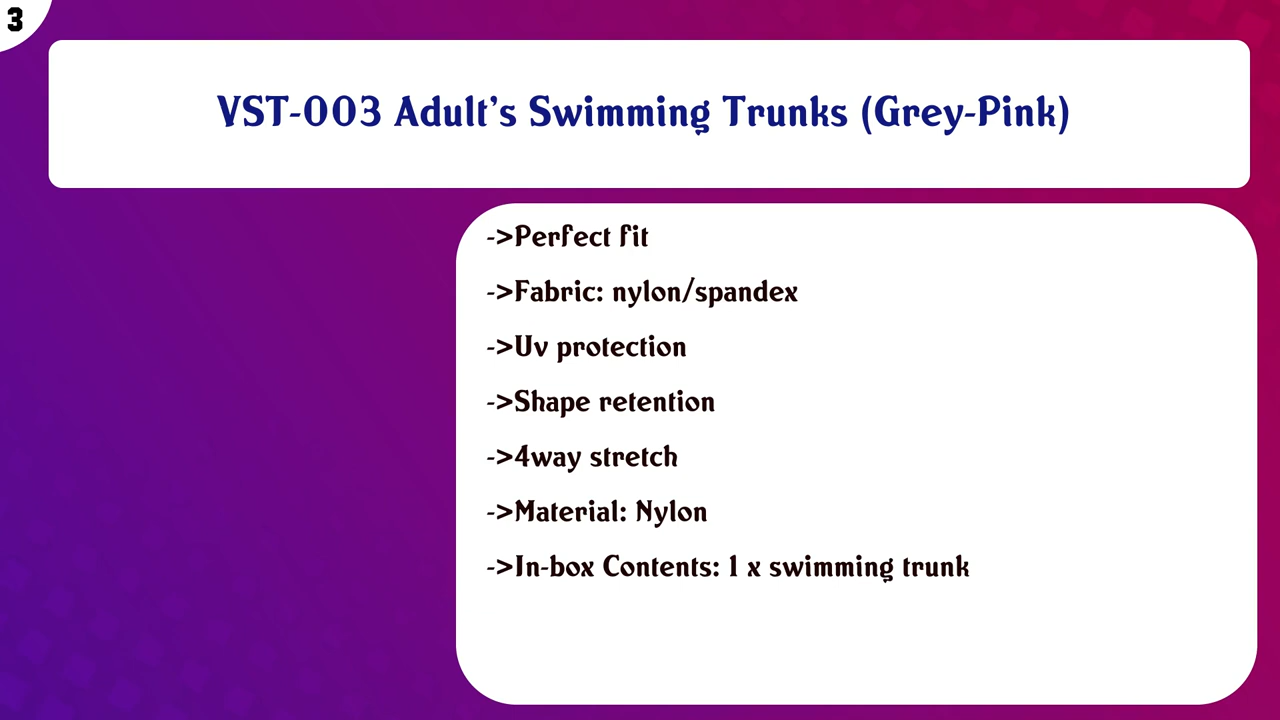 3
VST-003 Adult's Swimming Trunks (Grey-Pink)
->Perfect fit
->Fabric: nylon/spandex
->Uv protection
->Shape retention
->4way stretch
->Material: Nylon
->In-box Contents: 1 x swimming trunk